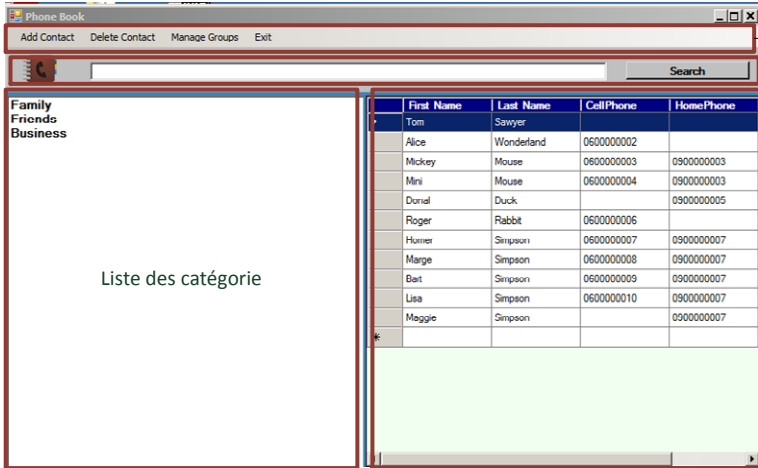 Phone Book
Add Contact Delete Contact Manage Groups Exit
Search
Family
Friends
Business
Liste des catégorie
First Name Last Name CellPhone HomePhone
Tom Sawyer
Alice Wonderland 0600000002
Mickey Mouse 0600000003 0900000003
Mini Mouse 0600000004 0900000003
Donal Duck 0900000005
Roger Rabbit 0600000006
Homer Simpson 0600000007 0900000007
Marge Simpson 0600000008 0900000007
Bart Simpson 0600000009 0900000007
Lisa Simpson 0600000010 0900000007
Maggie Simpson 0900000007